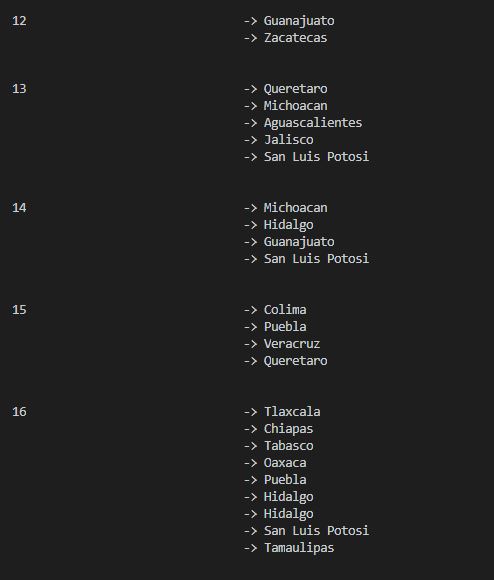 12 -> Guanajuato
-> Zacatecas
13 -> Queretaro
-> Michoacan
-> Aguascalientes
-> Jalisco
-> San Luis Potosi
14 -> Michoacan
-> Hidalgo
-> Guanajuato
-> San Luis Potosi
15 -> Colima
-> Puebla
-> Veracruz
-> Queretaro
16 -> Tlaxcala
-> Chiapas
-> Tabasco
-> Oaxaca
-> Puebla
-> Hidalgo
-> Hidalgo
-> San Luis Potosi
-> Tamaulipas